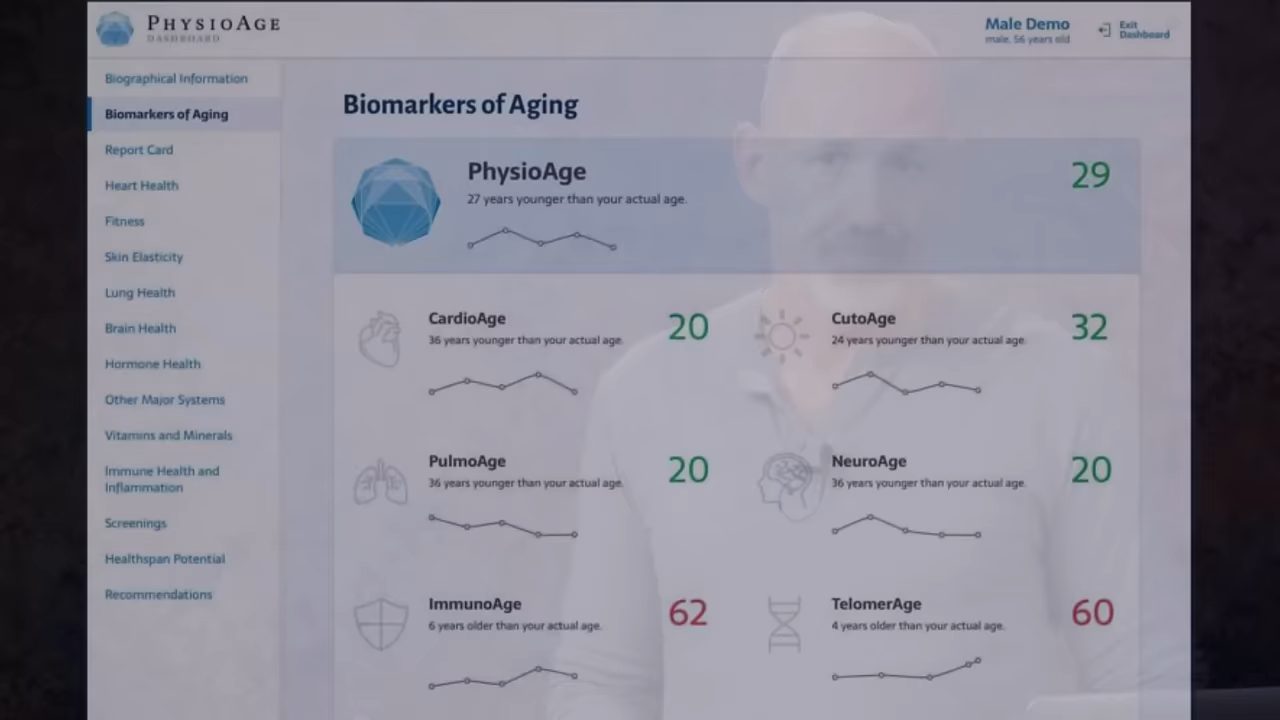 PHYSIOAGE
DASHBOARD
Male Demo
male, 56 years old
Exit
Dashboard
Biographical Information
Biomarkers of Aging
Report Card
Heart Health
Fitness
Skin Elasticity
Lung Health
Brain Health
Hormone Health
Other Major Systems
Vitamins and Minerals
Immune Health and
Inflammation
Screenings
Healthspan Potential
Recommendations
Biomarkers of Aging
PhysioAge
27 years younger than your actual age.
29
CardioAge
36 years younger than your actual age.
20
CutoAge
24 years younger than your actual age.
32
PulmoAge
36 years younger than your actual age.
20
NeuroAge
36 years younger than your actual age.
20
ImmunoAge
6 years older than your actual age.
62
TelomerAge
4 years older than your actual age.
60